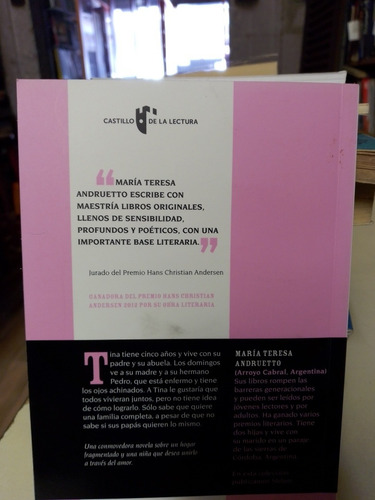 CASTILLO DE LA LECTURA
“MARÍA TERESA
ANDRUETTO ESCRIBE CON
MAESTRÍA LIBROS ORIGINALES,
LLENOS DE SENSIBILIDAD,
PROFUNDOS Y POÉTICOS, CON UNA
IMPORTANTE BASE LITERARIA.”
Jurado del Premio Hans Christian Andersen
GANADORA DEL PREMIO HANS CHRISTIAN
ANDERSEN 2012 POR SU OBRA LITERARIA
Tina tiene cinco años y vive con su
padre y su abuela. Los domingos
ve a su madre y a su hermano
Pedro, que está enfermo y tiene
los ojos achinados. A Tina le gustaría que
todos vivieran juntos, pero no tiene idea
de cómo lograrlo. Sólo sabe que quiere
una familia completa, a pesar de que no
sabe si sus papás quieren lo mismo.
Una conmovedora novela sobre un hogar
fragmentado y una niña que desea unirlo
a través del amor.
MARÍA TERESA
ANDRUETTO
(Arroyo Cabral, Argentina)
Sus libros rompen las
barreras generacionales
y pueden ser leídos por
jóvenes lectores y por
adultos. Ha ganado varios
premios literarios. Tiene
dos hijas y vive con
su marido en un paraje
de las sierras de
Córdoba, Argentina.